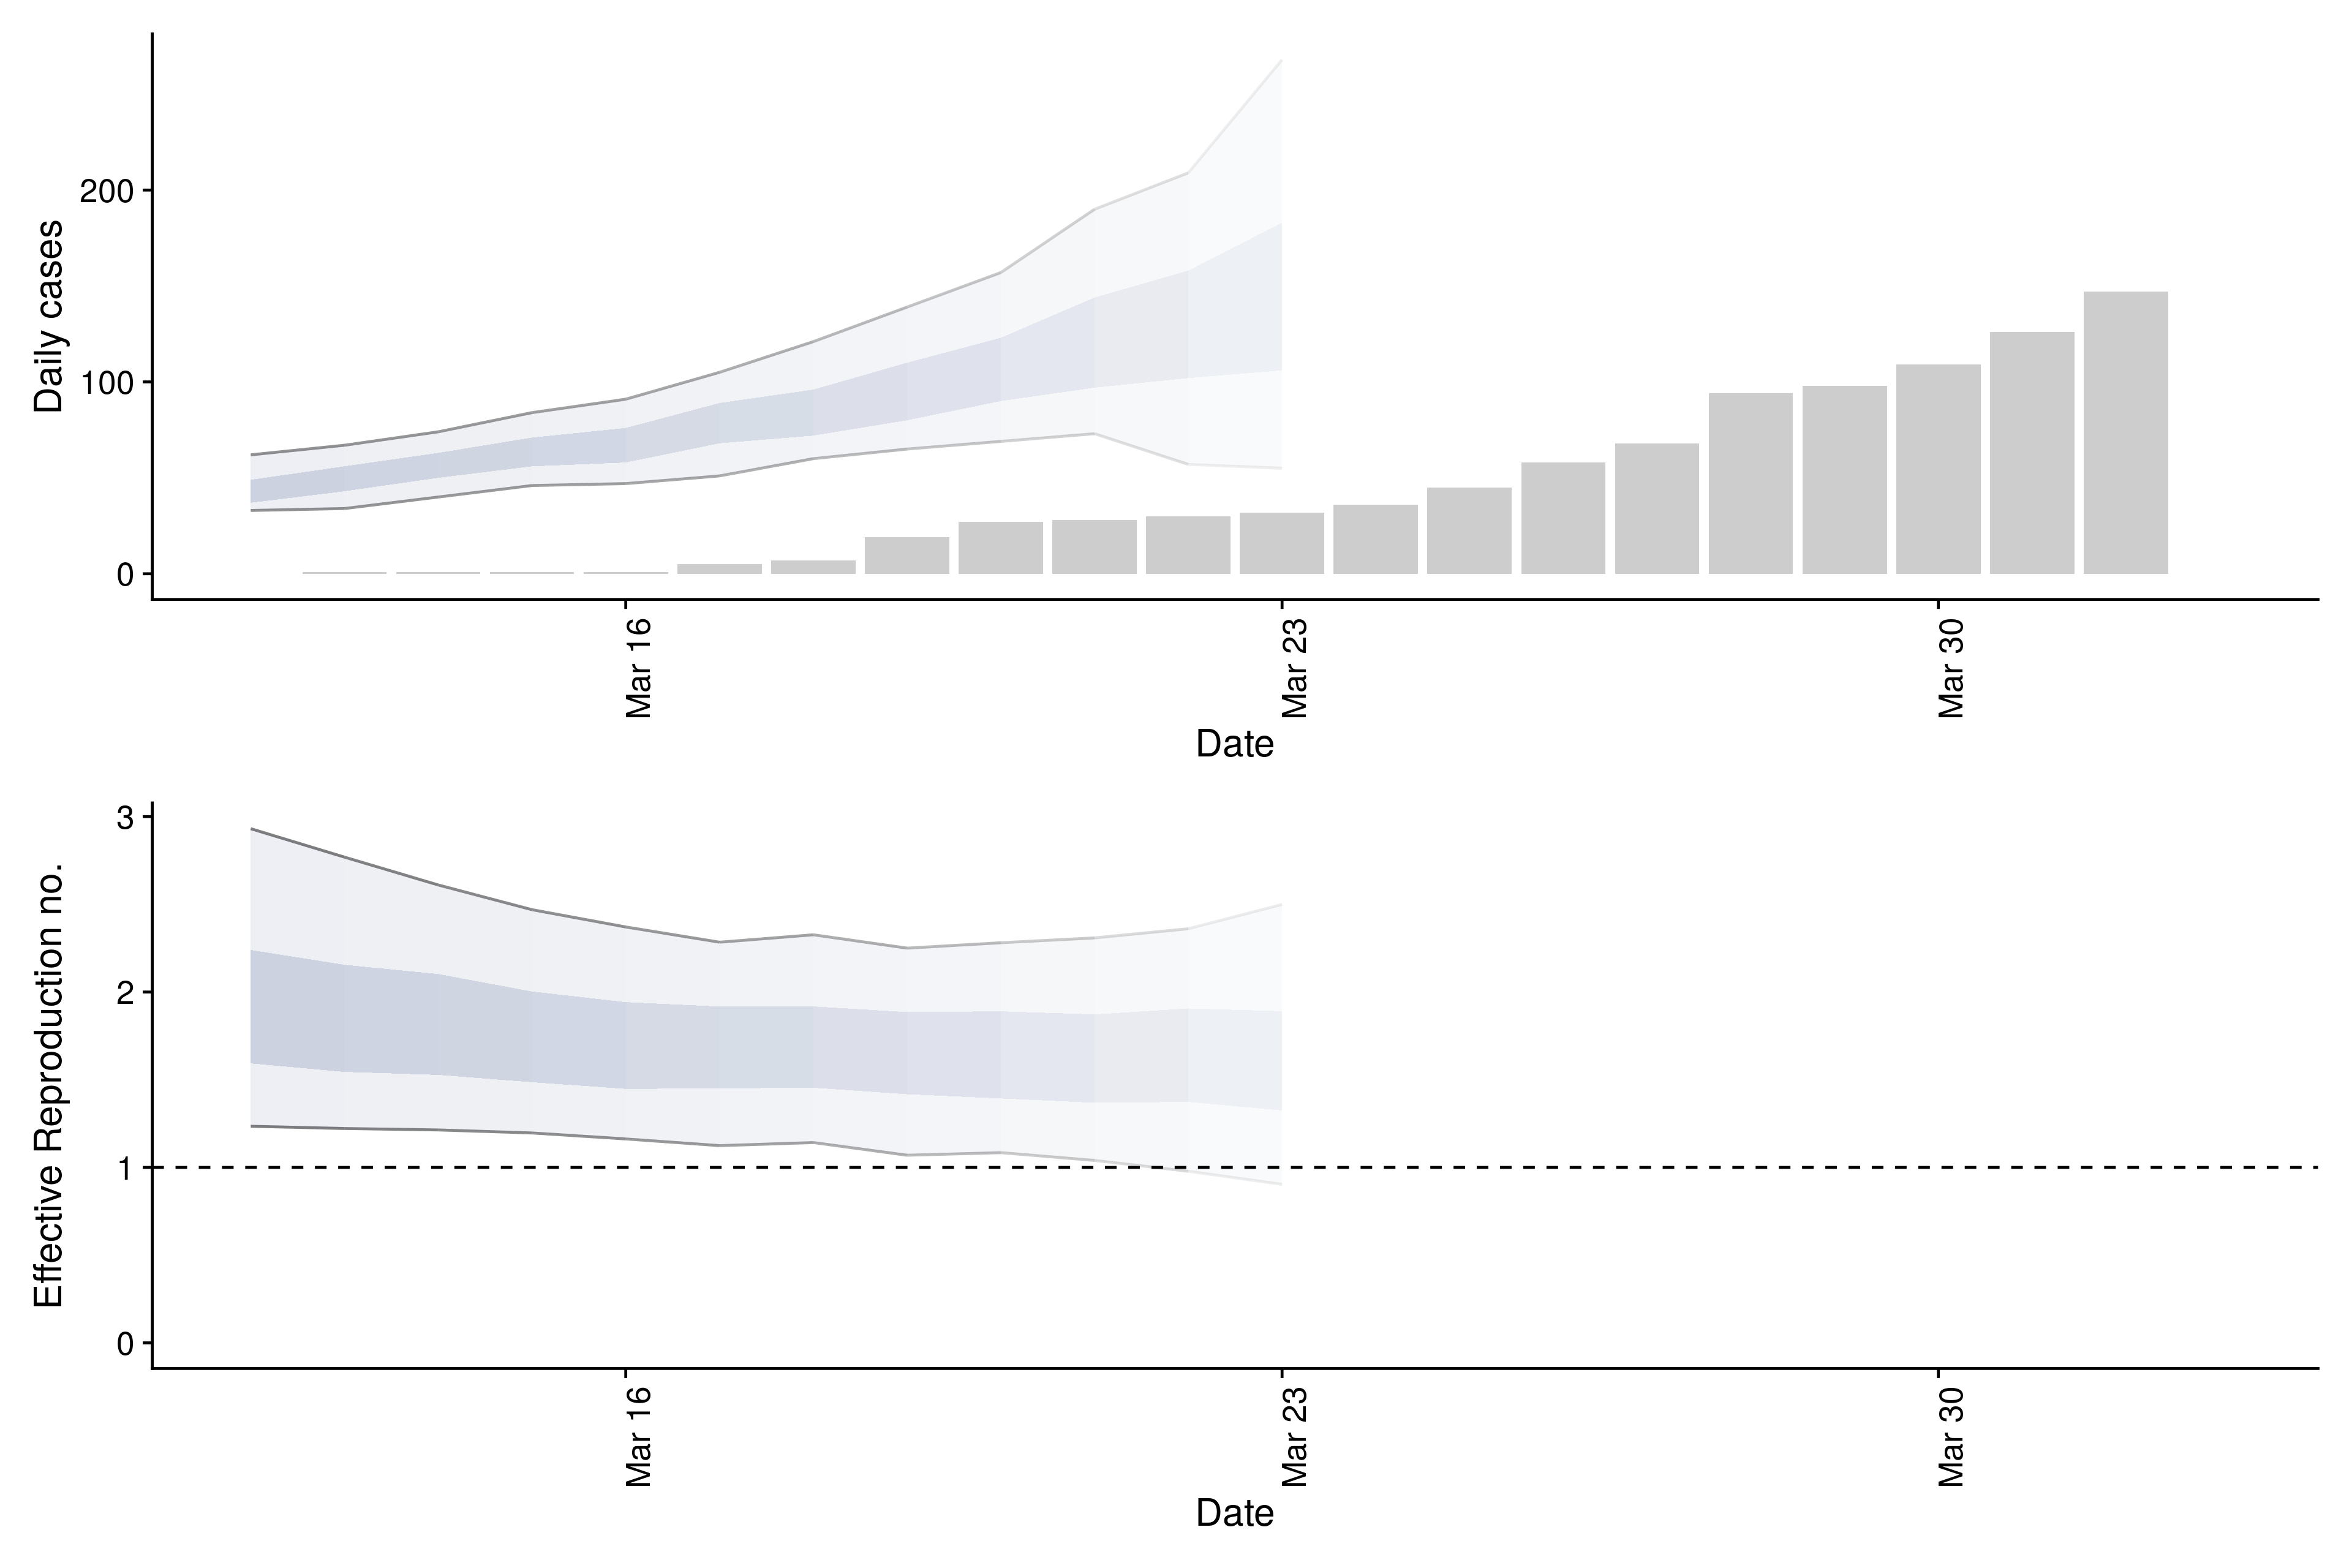 Daily cases
200
100
0
Mar 16
Mar 23
Mar 30
Date
Effective Reproduction no.
3
2
1
0
Mar 16
Mar 23
Mar 30
Date